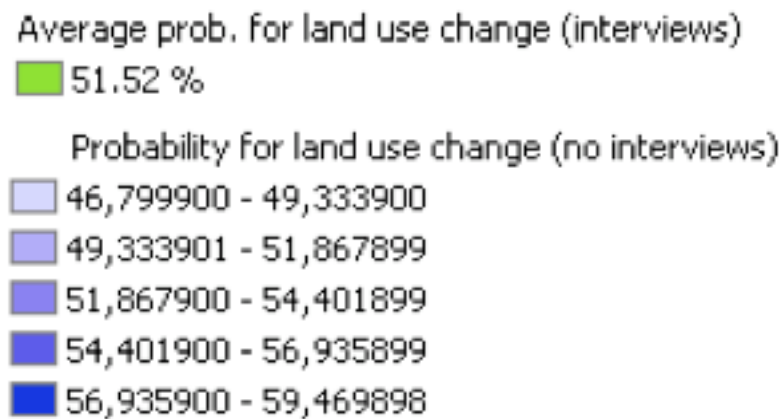 Average prob. for land use change (interviews)
51.52 %
Probability for land use change (no interviews)
46,799900 - 49,333900
49,333901 - 51,867899
51,867900 - 54,401899
54,401900 - 56,935899
56,935900 - 59,469898